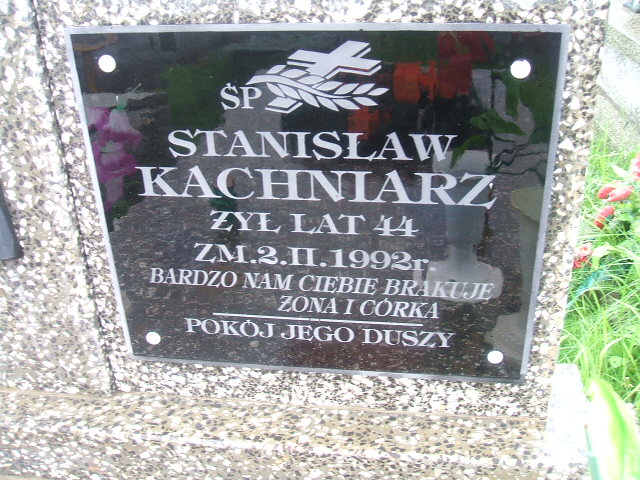 ŚP
STANISŁAW
KACHNIARZ
ŻYŁ LAT 44
ZM.2.II.1992r.
BARDZO NAM CIEBIE BRAKUJE
ŻONA I CÓRKA
POKÓJ JEGO DUSZY